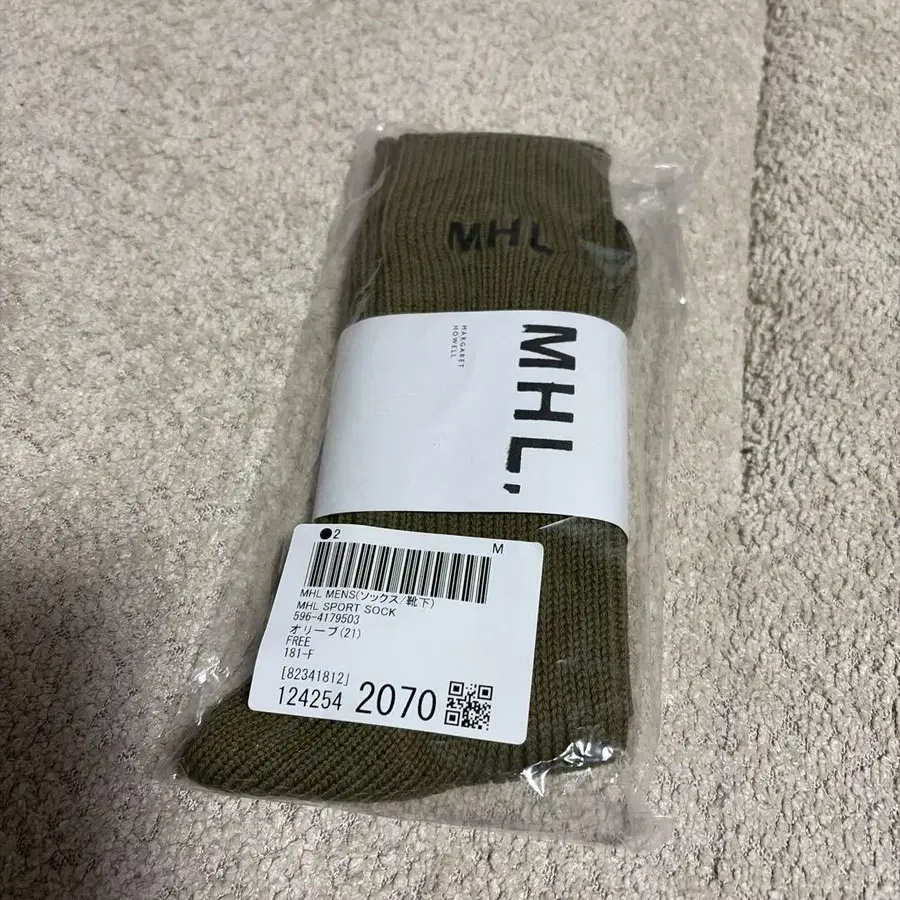 MHL
MHL.
MARGARET
HOWELL
●2 M
MHL MENS(ソックス/靴下)
MHL SPORT SOCK
596-4179503
オリーブ(21)
FREE
181-F
[82341812」
124254 2070